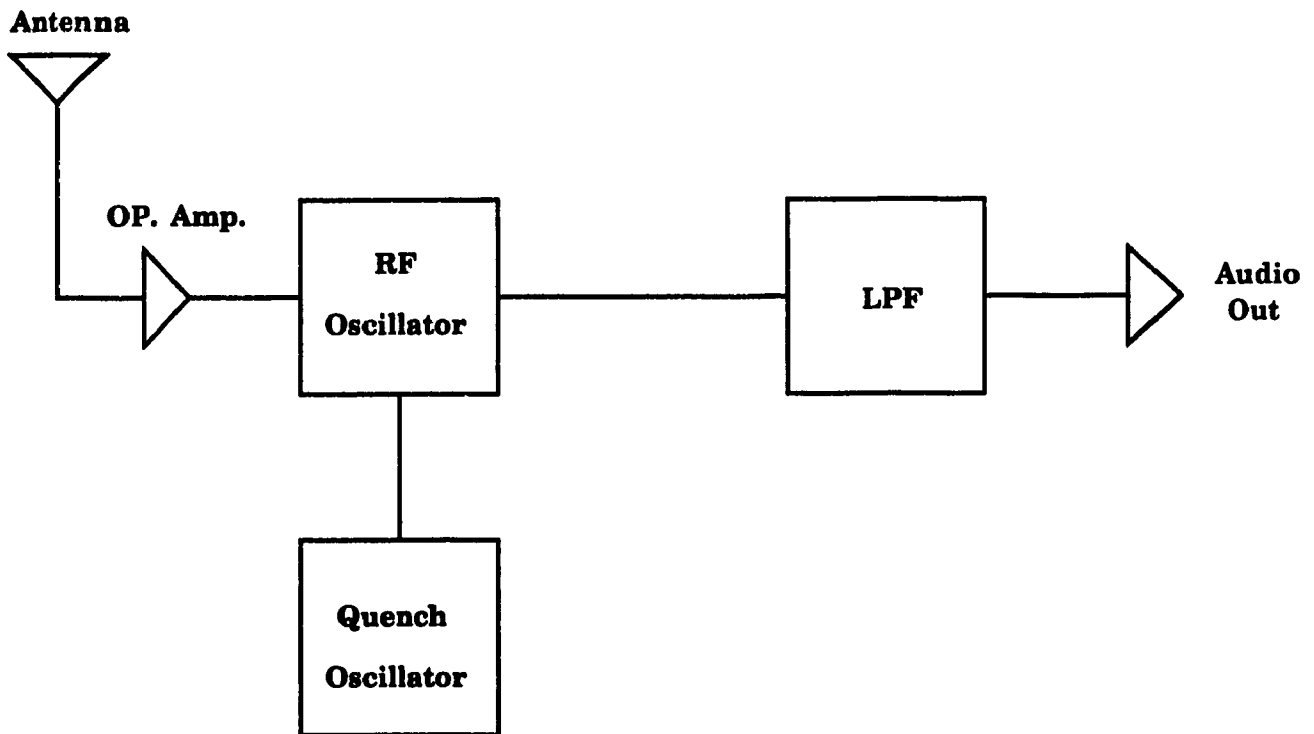 Antenna
OP. Amp.
RF
Oscillator
LPF
Audio
Out
Quench
Oscillator